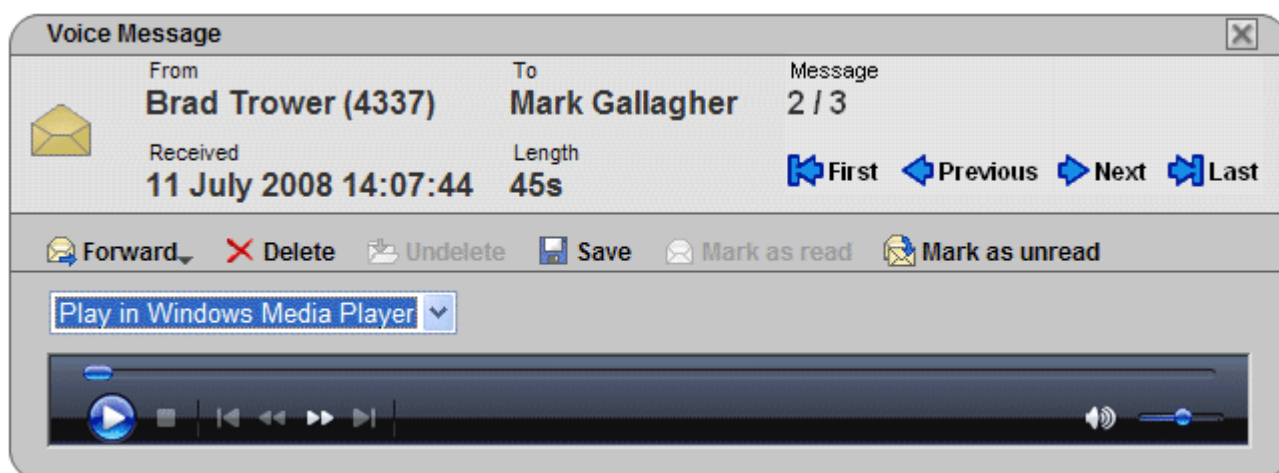 Voice Message
From To Message
Brad Trower (4337) Mark Gallagher 2 / 3
Received Length
11 July 2008 14:07:44 45s First Previous Next Last
Forward Delete Undelete Save Mark as read Mark as unread
Play in Windows Media Player